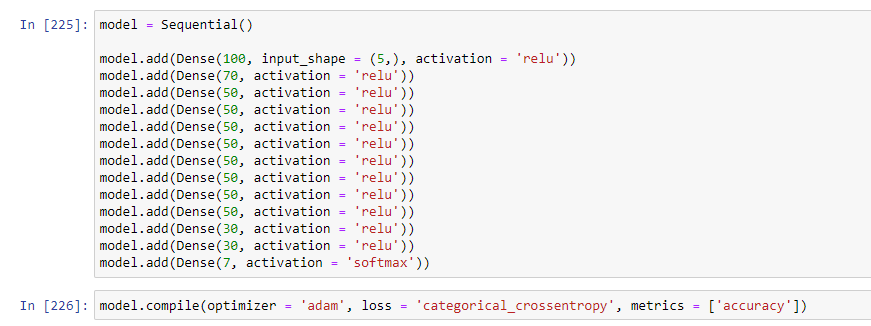 In [225]: model = Sequential()
model.add(Dense(100, input_shape = (5,), activation = 'relu'))
model.add(Dense(70, activation = 'relu'))
model.add(Dense(50, activation = 'relu'))
model.add(Dense(50, activation = 'relu'))
model.add(Dense(50, activation = 'relu'))
model.add(Dense(50, activation = 'relu'))
model.add(Dense(50, activation = 'relu'))
model.add(Dense(50, activation = 'relu'))
model.add(Dense(50, activation = 'relu'))
model.add(Dense(50, activation = 'relu'))
model.add(Dense(30, activation = 'relu'))
model.add(Dense(30, activation = 'relu'))
model.add(Dense(7, activation = 'softmax'))
In [226]: model.compile(optimizer = 'adam', loss = 'categorical_crossentropy', metrics = ['accuracy'])